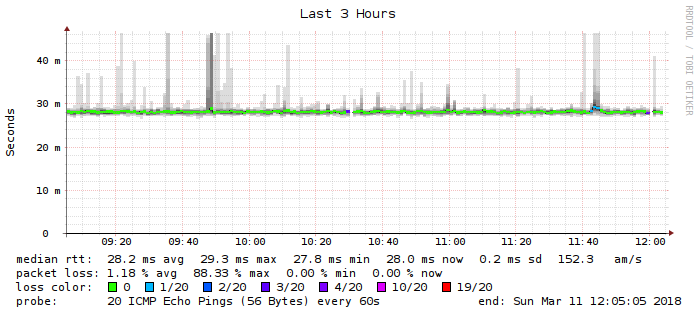 Last 3 Hours
RRDTOOL / TOBI OETIKER
Seconds
40 m
30 m
20 m
10 m
0
09:20 09:40 10:00 10:20 10:40 11:00 11:20 11:40 12:00
median rtt: 28.2 ms avg 29.3 ms max 27.8 ms min 28.0 ms now 0.2 ms sd 152.3 am/s
packet loss: 1.18 % avg 88.33 % max 0.00 % min 0.00 % now
loss color: 0 1/20 2/20 3/20 4/20 10/20 19/20
probe: 20 ICMP Echo Pings (56 Bytes) every 60s end: Sun Mar 11 12:05:05 2018